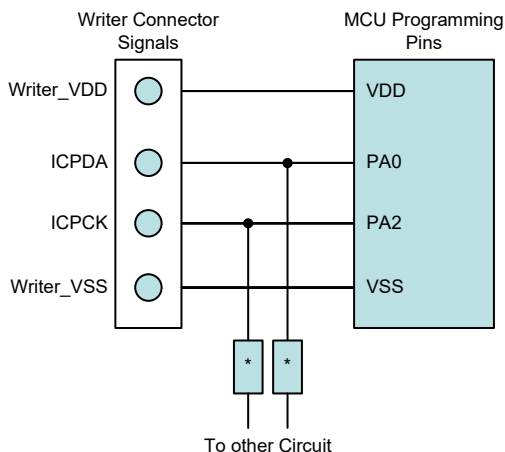 Writer Connector
Signals
MCU Programming
Pins
Writer_VDD
VDD
ICPDA
PA0
ICPCK
PA2
Writer_VSS
VSS
*
*
To other Circuit